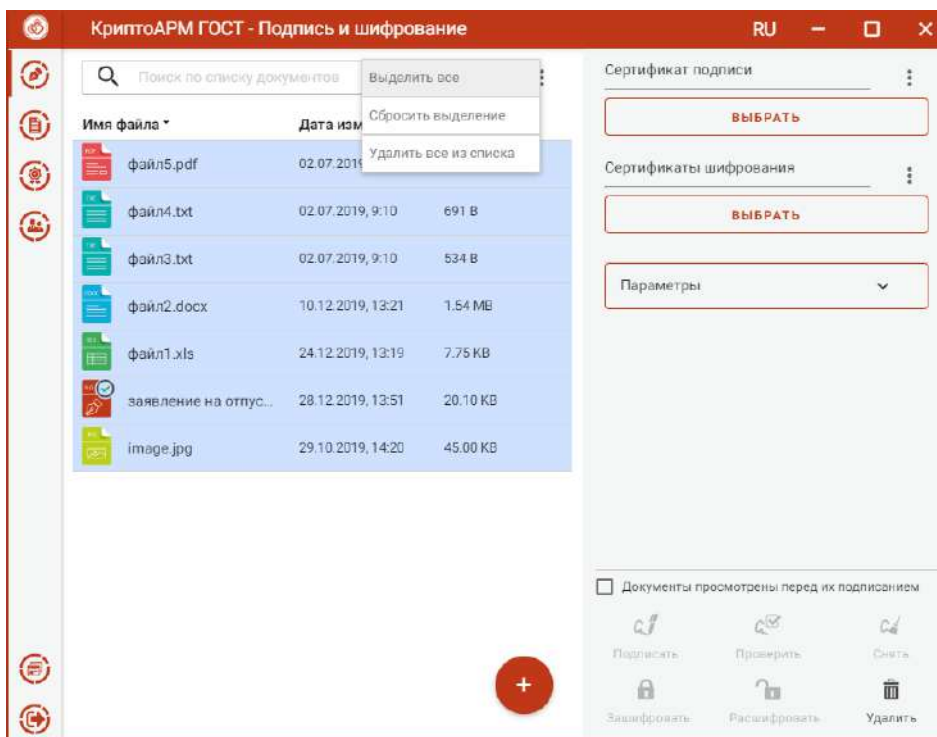 КриптоАРМ ГОСТ - Подпись и шифрование RU
Поиск по списку документов
Выделить все
Сбросить выделение
Удалить все из списка
Имя файла Дата изм
файл5.pdf 02.07.2019
файл4.txt 02.07.2019, 9:10 691 B
файл3.txt 02.07.2019, 9:10 534 B
файл2.docx 10.12.2019, 13:21 1.54 MB
файл1.xls 24.12.2019, 13:19 7.75 KB
заявление на отпус... 28.12.2019, 13:51 20.10 KB
image.jpg 29.10.2019, 14:20 45.00 KB
Сертификат подписи
ВЫБРАТЬ
Сертификаты шифрования
ВЫБРАТЬ
Параметры
Документы просмотрены перед их подписанием
Подписать Проверить Снять
Зашифровать Расшифровать Удалить